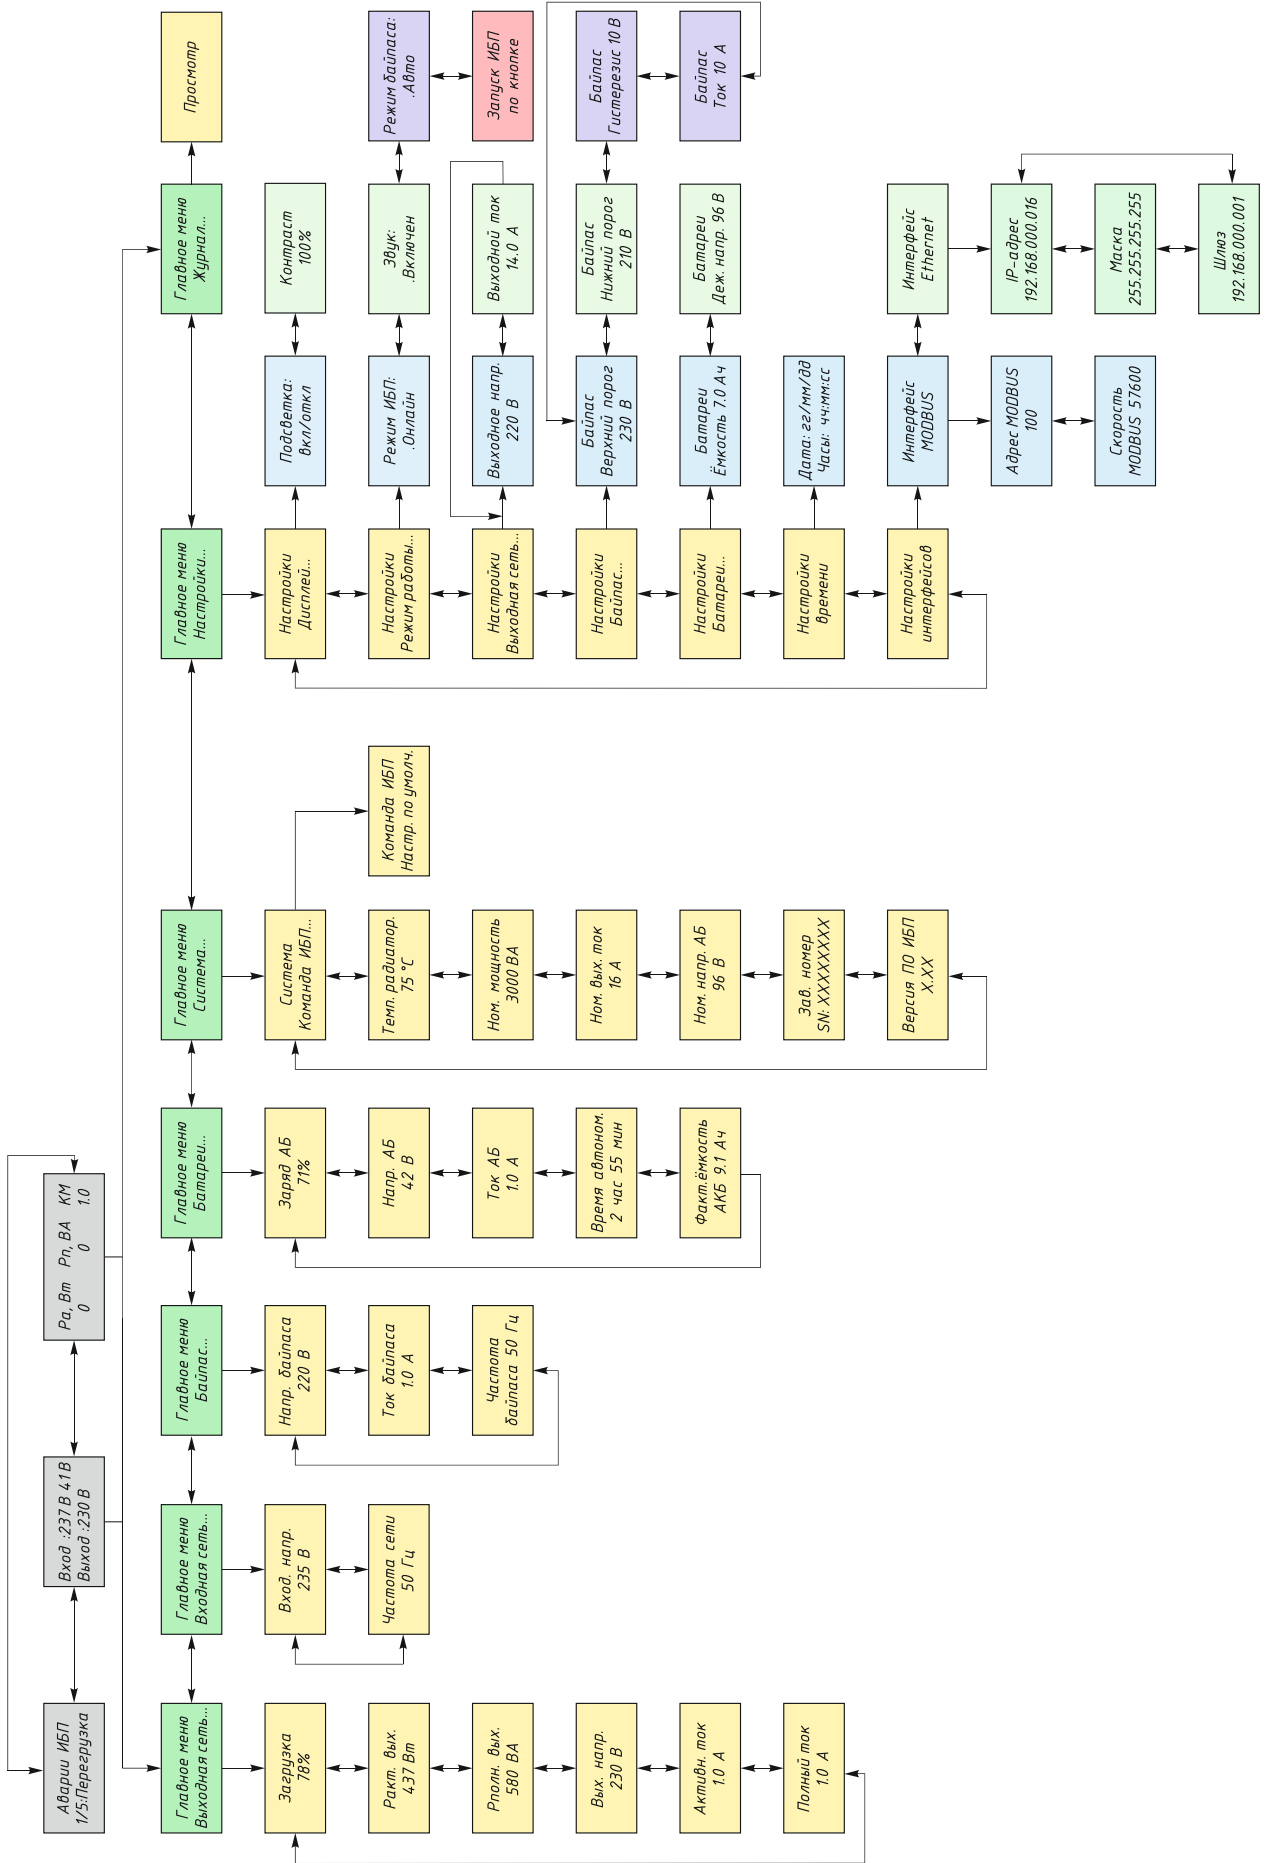 Аварии ИБП
1/5:Перегрузка
Вход :237 В 41 В
Выход :230 В
Pa, Вт Pп, ВА КМ
0 0 1.0
Главное меню
Выходная сеть...
Главное меню
Входная сеть...
Главное меню
Байпас...
Главное меню
Батареи...
Главное меню
Система...
Главное меню
Настройки...
Главное меню
Журнал...
Просмотр
Загрузка
78%
Pакт. вых.
437 Вт
Pполн. вых.
580 ВА
Вых. напр.
230 В
Активн. ток
1.0 А
Полный ток
1.0 А
Вход. напр.
235 В
Частота сети
50 Гц
Напр. байпаса
220 В
Ток байпаса
1.0 А
Частота
байпаса 50 Гц
Заряд АБ
71%
Напр. АБ
42 В
Ток АБ
1.0 А
Время автоном.
2 час 55 мин
Факт.ёмкость
АКБ 9.1 Ач
Система
Команда ИБП...
Темп. радиатор.
75 °C
Ном. мощность
3000 ВА
Ном. вых. ток
16 А
Ном. напр. АБ
96 В
Зав. номер
SN: XXXXXXXX
Версия ПО ИБП
X.XX
Команда ИБП
Настр. по умолч.
Настройки
Дисплей...
Подсветка:
вкл/откл
Контраст
100%
Настройки
Режим работы...
Режим ИБП:
.Онлайн
Звук:
.Включен
Режим байпаса:
.Авто
Запуск ИБП
по кнопке
Настройки
Выходная сеть...
Выходное напр.
220 В
Выходной ток
14.0 А
Настройки
Байпас...
Байпас
Верхний порог
230 В
Байпас
Нижний порог
210 В
Байпас
Гистерезис 10 В
Байпас
Ток 10 А
Настройки
Батареи...
Батареи
Ёмкость 7.0 Ач
Батареи
Деж. напр. 96 В
Настройки
времени
Дата: гг/мм/дд
Часы: чч:мм:сс
Настройки
интерфейсов
Интерфейс
MODBUS
Адрес MODBUS
100
Скорость
MODBUS 57600
Интерфейс
Ethernet
IP-адрес
192.168.000.016
Маска
255.255.255.255
Шлюз
192.168.000.001